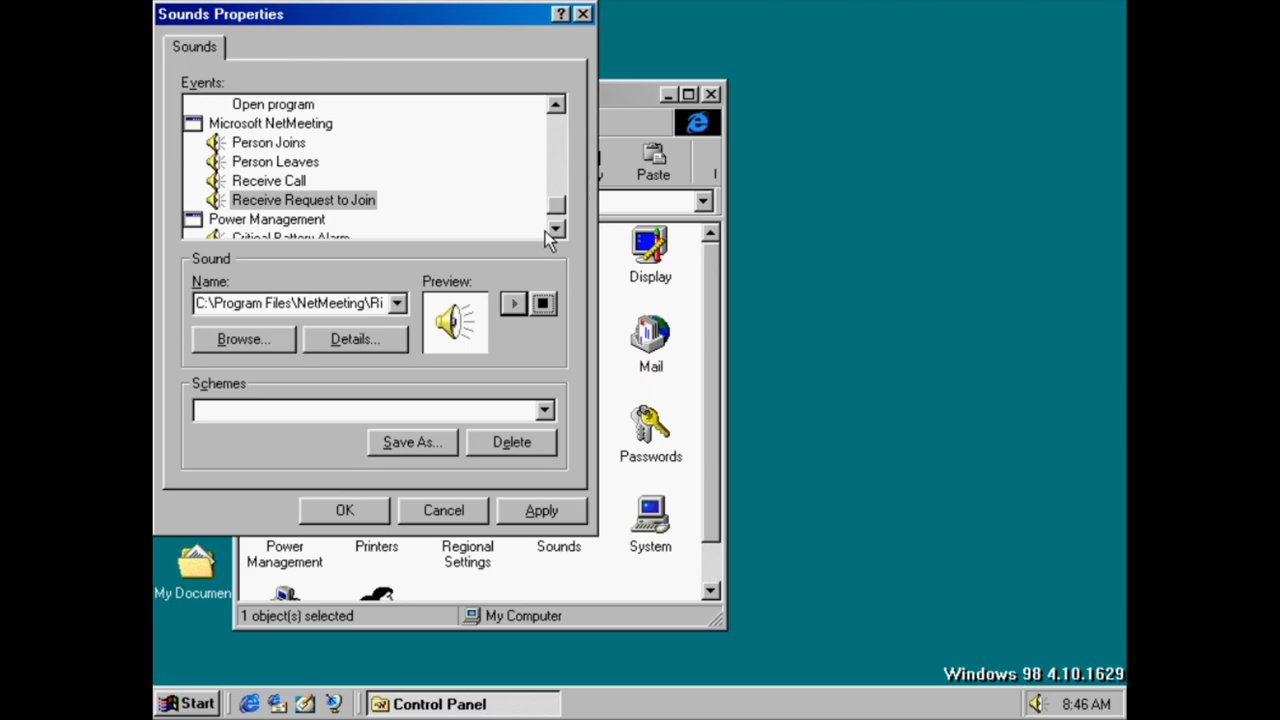 Sounds Properties
Sounds
Events:
Open program
Microsoft NetMeeting
Person Joins
Person Leaves
Receive Call
Receive Request to Join
Power Management
Critical Battery Alarm
Sound
Name:
Preview:
C:\Program Files\NetMeeting\Ri
Browse...
Details...
Schemes
Save As...
Delete
OK
Cancel
Apply
Paste
Display
Mail
Passwords
System
Power Management
Printers
Regional Settings
Sounds
My Documen
1 object(s) selected
My Computer
Windows 98 4.10.1629
Start
Control Panel
8:46 AM